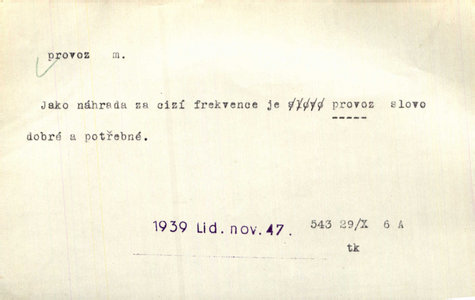 provoz m.
Jako náhrada za cizí frekvence je slovo provoz slovo
dobré a potřebné.
1939 Lid. nov. 47. 543 29/X 6 A
tk